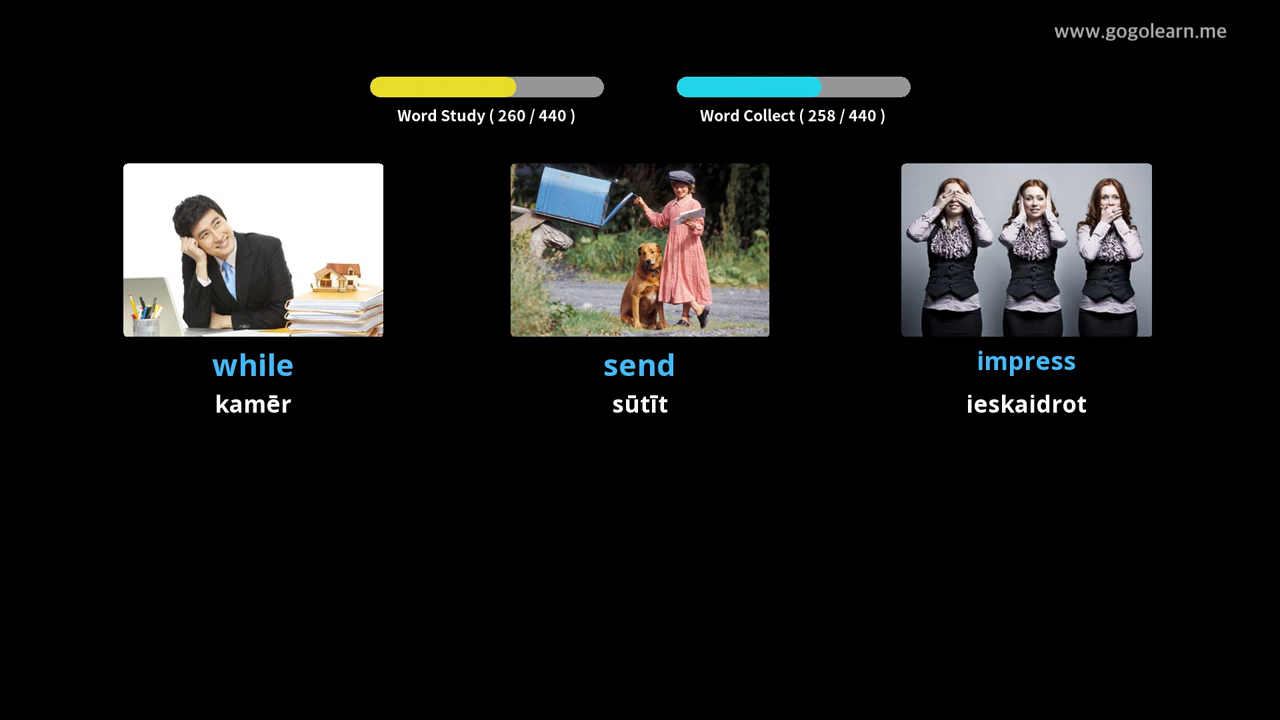 www.gogolearn.me
Word Study ( 260 / 440 )
Word Collect ( 258 / 440 )
while
send
impress
kamēr
sūtīt
ieskaidrot